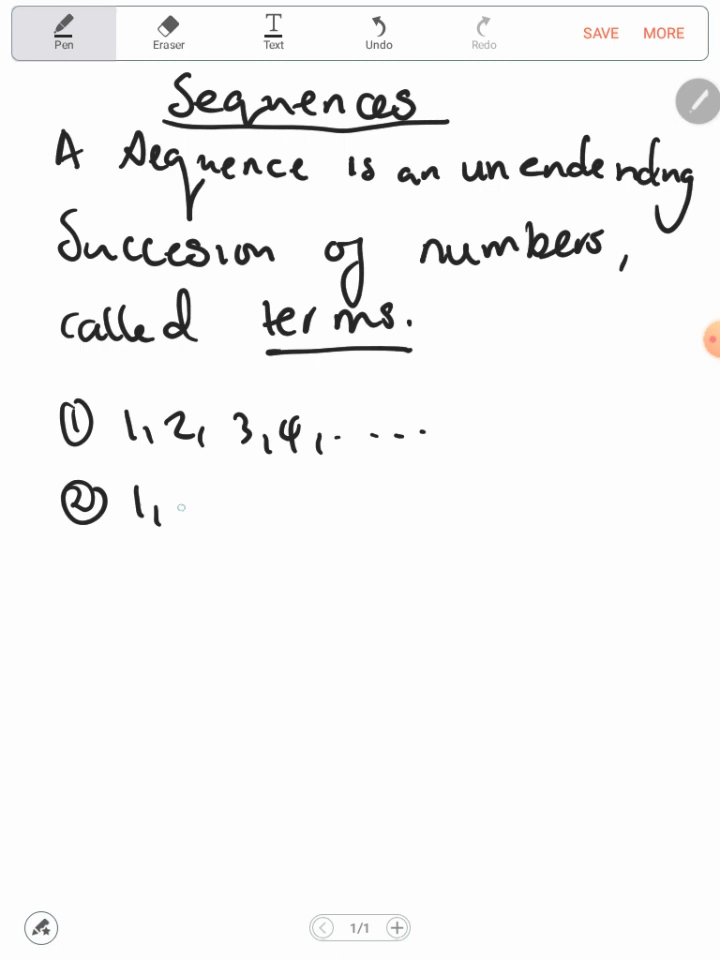 Pen Eraser Text Undo Redo SAVE MORE
T
Sequences
A Sequence is an unendending
Succesion of numbers,
called terms.
① 1, 2, 3, 4, . . . . .
② 1,
1/1